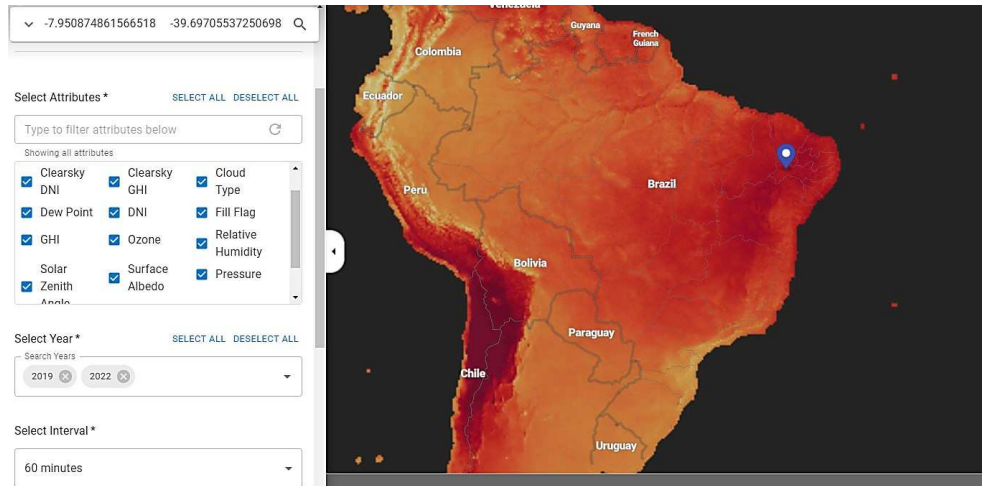 -7.950874861566518 -39.69705537250698
Select Attributes * SELECT ALL DESELECT ALL
Type to filter attributes below
Showing all attributes
Clearsky DNI
Clearsky GHI
Cloud Type
Dew Point
DNI
Fill Flag
GHI
Ozone
Relative Humidity
Solar Zenith Angle
Surface Albedo
Pressure
Select Year * SELECT ALL DESELECT ALL
Search Years
2019 2022
Select Interval *
60 minutes
Venezuela
Guyana
French
Guiana
Colombia
Ecuador
Peru
Brazil
Bolivia
Paraguay
Chile
Uruguay